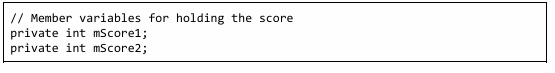 // Member variables for holding the score
private int mScore1;
private int mScore2;